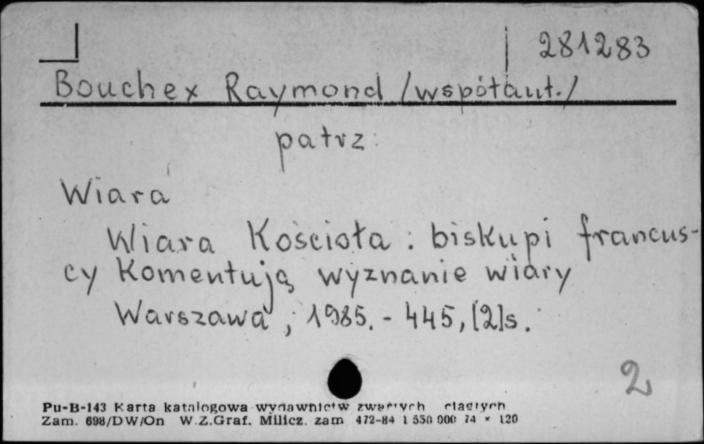 281283
Bouchex Raymond /współaut./
patrz:
Wiara
Wiara Kościoła : biskupi francus-
cy komentują wyznanie wiary
Warszawa, 1985. - 445, [2]s.
2
Pu-B-143 Karta katalogowa wydawnictw zwartych ciągłych
Zam. 698/DW/On W.Z.Graf. Milicz. zam 472-84 1 550 000 74 × 120